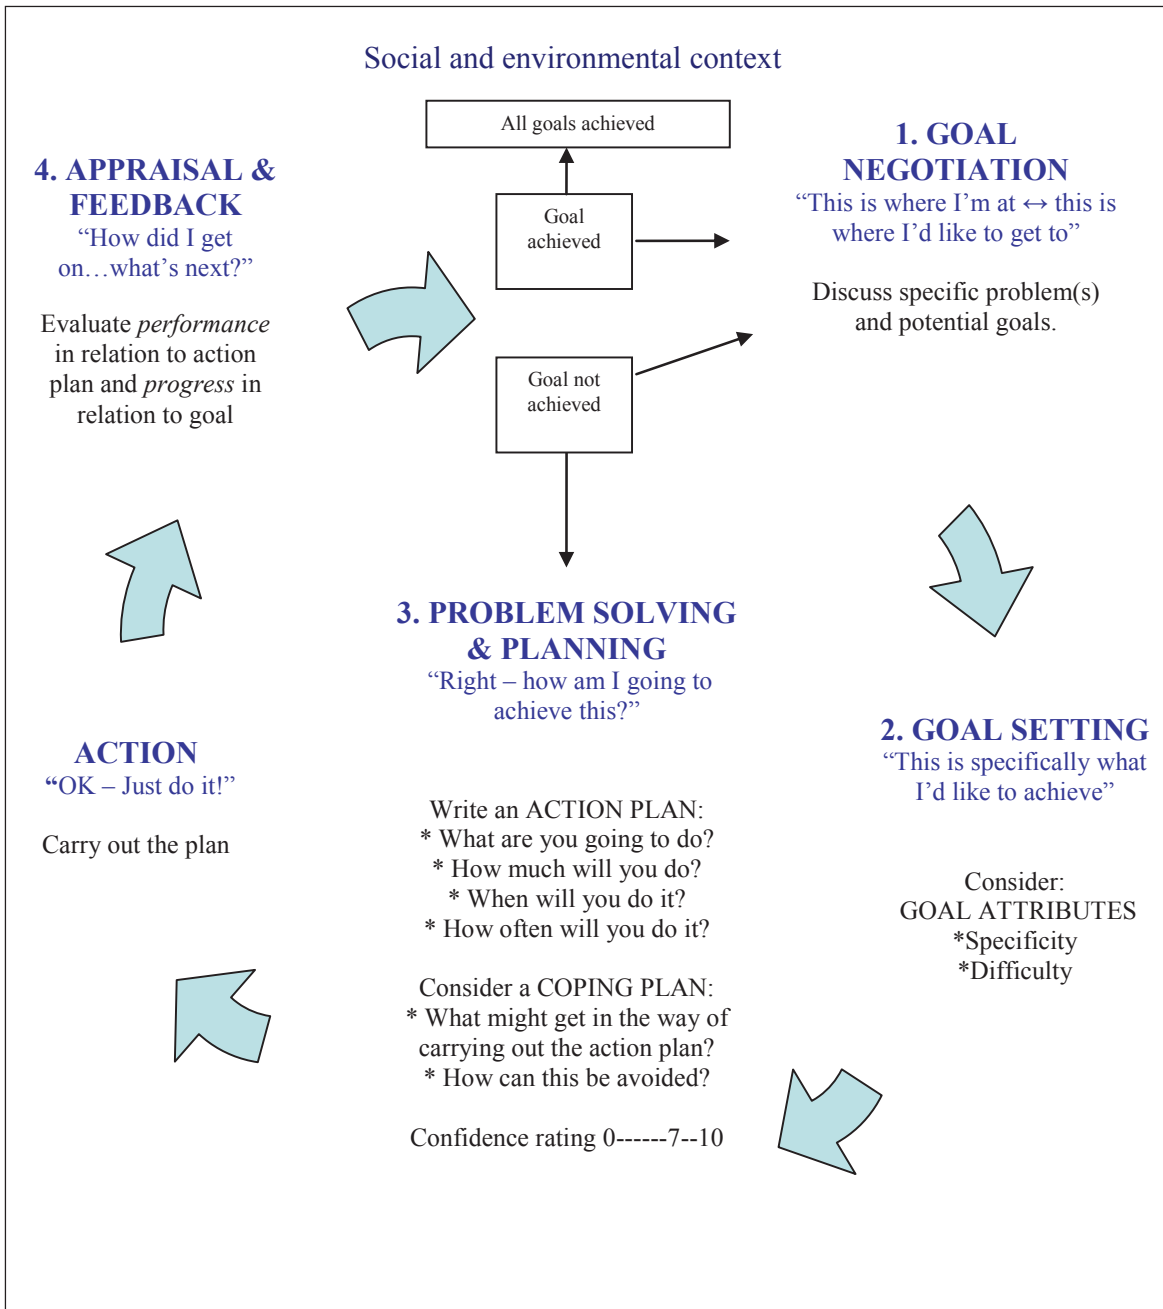 Social and environmental context
All goals achieved
1. GOAL
NEGOTIATION
“This is where I’m at ↔ this is
where I’d like to get to”
Discuss specific problem(s)
and potential goals.
4. APPRAISAL &
FEEDBACK
“How did I get
on…what’s next?”
Evaluate performance
in relation to action
plan and progress in
relation to goal
Goal
achieved
Goal not
achieved
3. PROBLEM SOLVING
& PLANNING
“Right – how am I going to
achieve this?”
Write an ACTION PLAN:
* What are you going to do?
* How much will you do?
* When will you do it?
* How often will you do it?
Consider a COPING PLAN:
* What might get in the way of
carrying out the action plan?
* How can this be avoided?
Confidence rating 0------7--10
2. GOAL SETTING
“This is specifically what
I’d like to achieve”
Consider:
GOAL ATTRIBUTES
*Specificity
*Difficulty
ACTION
“OK – Just do it!”
Carry out the plan